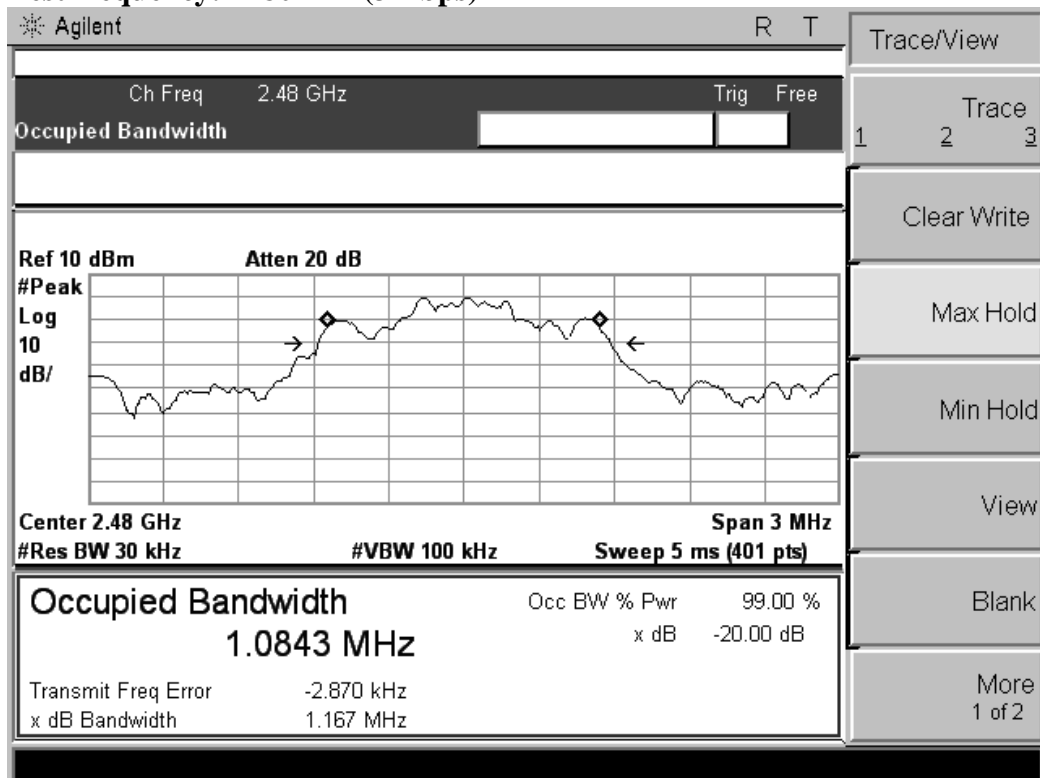 Agilent R T
Trace/View
Ch Freq 2.48 GHz Trig Free
Occupied Bandwidth
Trace
1 2 3
Clear Write
Max Hold
Min Hold
View
Blank
More
1 of 2
Ref 10 dBm Atten 20 dB
#Peak
Log
10
dB/
Center 2.48 GHz Span 3 MHz
#Res BW 30 kHz #VBW 100 kHz Sweep 5 ms (401 pts)
Occupied Bandwidth
1.0843 MHz
Occ BW % Pwr 99.00 %
x dB -20.00 dB
Transmit Freq Error -2.870 kHz
x dB Bandwidth 1.167 MHz